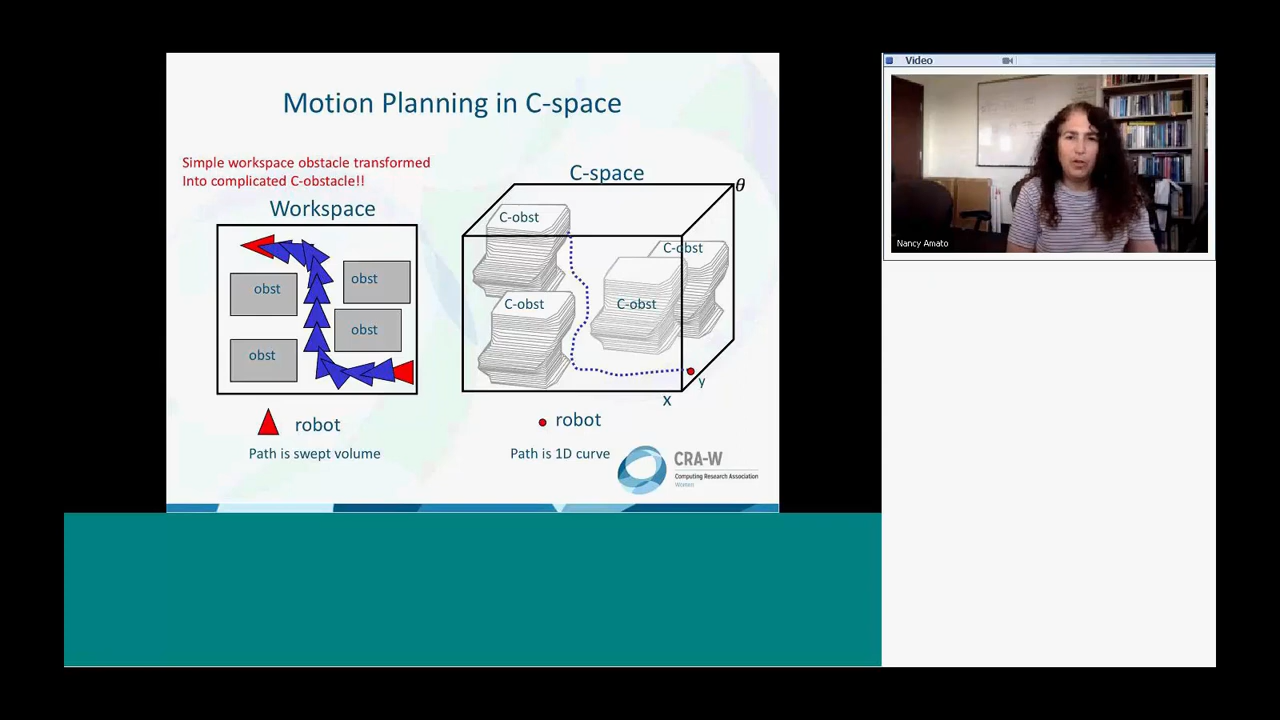 Motion Planning in C-space
Simple workspace obstacle transformed
Into complicated C-obstacle!!
Workspace
obst
obst
obst
obst
robot
Path is swept volume
C-space
θ
C-obst
C-obst
C-obst
C-obst
y
x
robot
Path is 1D curve
CRA-W
Computing Research Association
Women
Video
Nancy Amato